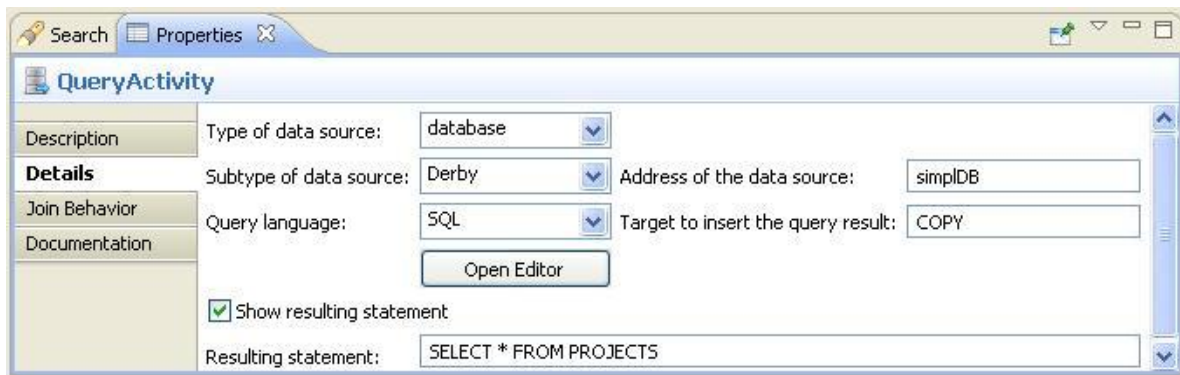 Search Properties
QueryActivity
Description
Details
Join Behavior
Documentation
Type of data source: database
Subtype of data source: Derby Address of the data source: simplDB
Query language: SQL Target to insert the query result: COPY
Open Editor
Show resulting statement
Resulting statement: SELECT * FROM PROJECTS